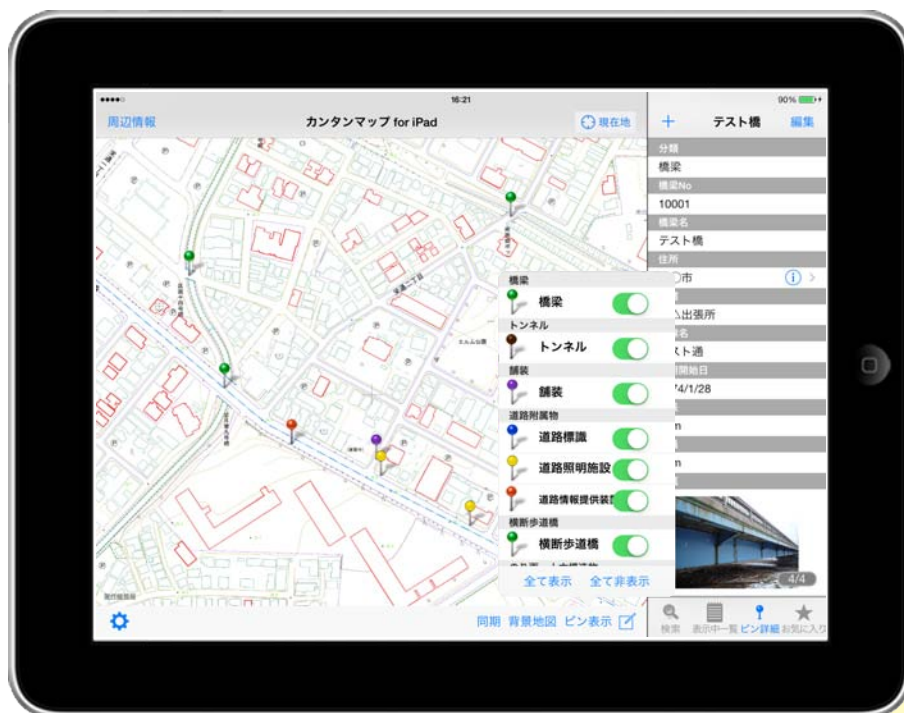 16:21
90%
周辺情報
カンタンマップ for iPad
現在地
テスト橋
編集
分類
橋梁
橋梁No
10001
橋梁名
テスト橋
住所
〇市
出張所
名
スト通
開始日
74/1/28
m
m
橋梁
橋梁
トンネル
トンネル
舗装
舗装
道路附属物
道路標識
道路照明施設
道路情報提供装
横断歩道橋
横断歩道橋
全て表示 全て非表示
4/4
同期 背景地図 ピン表示
検索 表示中一覧 ピン詳細 お気に入り